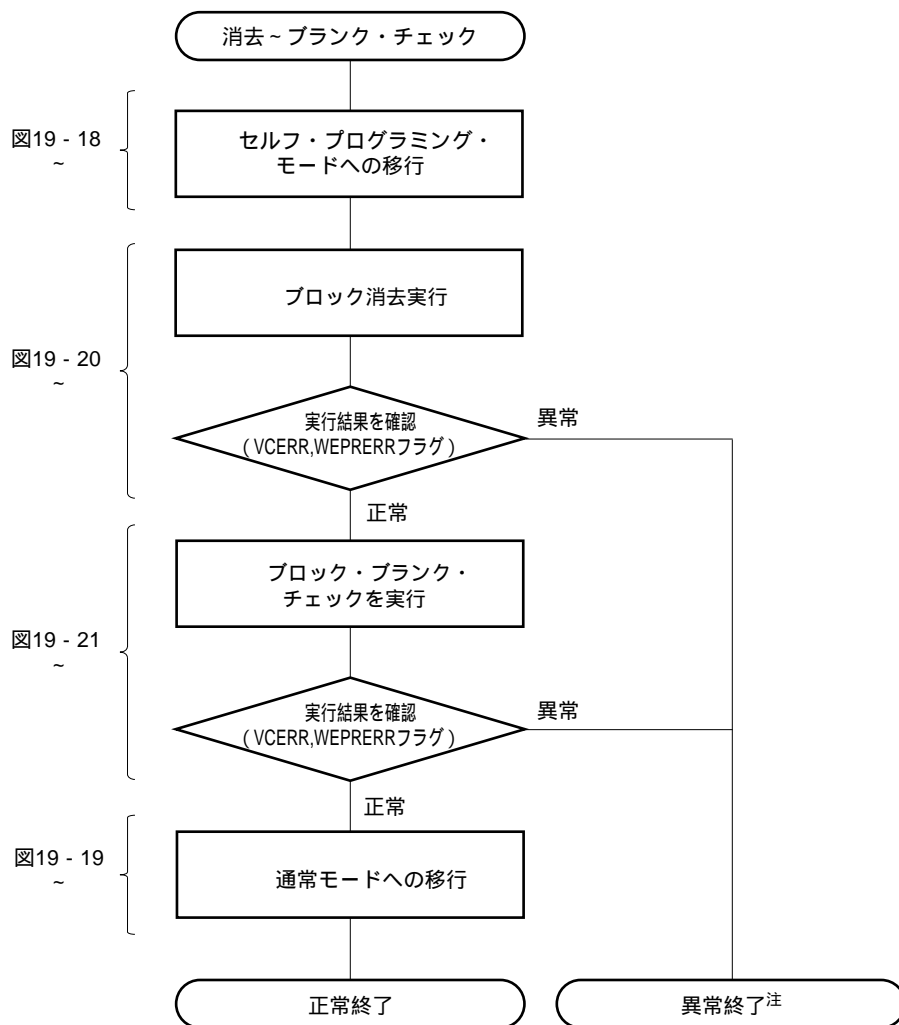 消去~ブランク・チェック
図19 - 18
~
セルフ・プログラミング・
モードへの移行
図19 - 20
~
ブロック消去実行
実行結果を確認
( VCERR,WEPRERRフラグ )
異常
正常
図19 - 21
~
ブロック・ブランク・
チェックを実行
実行結果を確認
( VCERR,WEPRERRフラグ )
異常
正常
図19 - 19
~
通常モードへの移行
正常終了
異常終了注